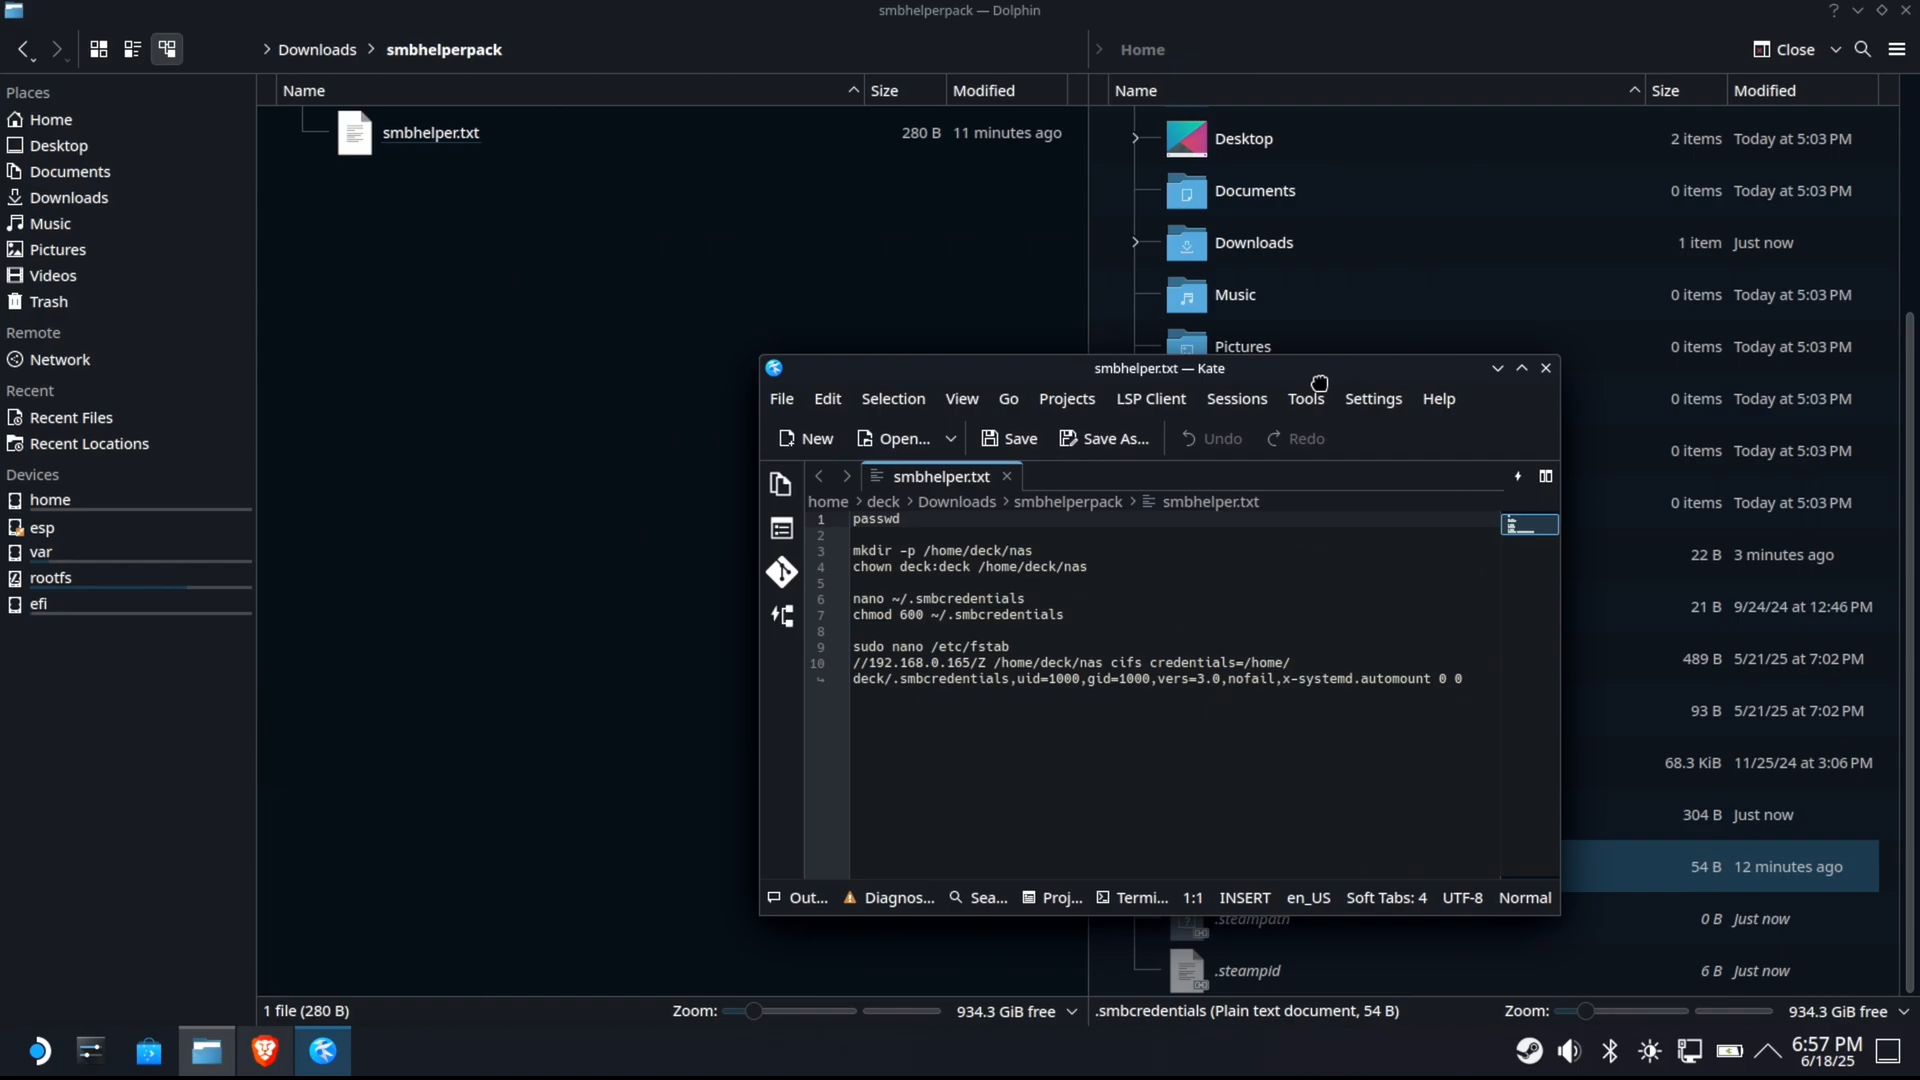 smbhelperpack — Dolphin
Downloads smbhelperpack
Home
Close
Places
Home
Desktop
Documents
Downloads
Music
Pictures
Videos
Trash
Remote
Network
Recent
Recent Files
Recent Locations
Devices
home
esp
var
rootfs
efi
Name Size Modified
smbhelper.txt 280 B 11 minutes ago
Name Size Modified
Desktop 2 items Today at 5:03 PM
Documents 0 items Today at 5:03 PM
Downloads 1 item Just now
Music 0 items Today at 5:03 PM
Pictures 0 items Today at 5:03 PM
0 items Today at 5:03 PM
0 items Today at 5:03 PM
0 items Today at 5:03 PM
22 B 3 minutes ago
21 B 9/24/24 at 12:46 PM
489 B 5/21/25 at 7:02 PM
93 B 5/21/25 at 7:02 PM
68.3 KiB 11/25/24 at 3:06 PM
304 B Just now
54 B 12 minutes ago
.steampath 0 B Just now
.steampid 6 B Just now
smbhelper.txt — Kate
File Edit Selection View Go Projects LSP Client Sessions Tools Settings Help
New Open... Save Save As... Undo Redo
smbhelper.txt
home deck Downloads smbhelperpack smbhelper.txt
1 passwd
2
3 mkdir -p /home/deck/nas
4 chown deck:deck /home/deck/nas
5
6 nano ~/.smbcredentials
7 chmod 600 ~/.smbcredentials
8
9 sudo nano /etc/fstab
10 //192.168.0.165/Z /home/deck/nas cifs credentials=/home/
deck/.smbcredentials,uid=1000,gid=1000,vers=3.0,nofail,x-systemd.automount 0 0
Out... Diagnos... Sea... Proj... Termi... 1:1 INSERT en_US Soft Tabs: 4 UTF-8 Normal
1 file (280 B) Zoom: 934.3 GiB free
.smbcredentials (Plain text document, 54 B) Zoom: 934.3 GiB free
6:57 PM
6/18/25